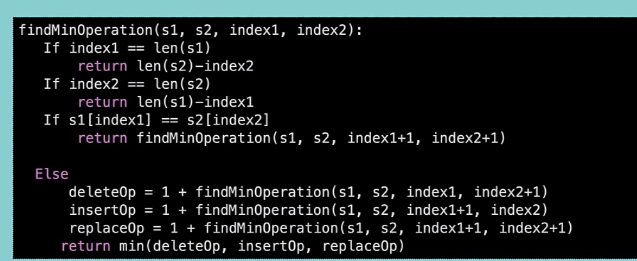 findMinOperation(s1, s2, index1, index2):
If index1 == len(s1)
return len(s2)-index2
If index2 == len(s2)
return len(s1)-index1
If s1[index1] == s2[index2]
return findMinOperation(s1, s2, index1+1, index2+1)
Else
deleteOp = 1 + findMinOperation(s1, s2, index1, index2+1)
insertOp = 1 + findMinOperation(s1, s2, index1+1, index2)
replaceOp = 1 + findMinOperation(s1, s2, index1+1, index2+1)
return min(deleteOp, insertOp, replaceOp)